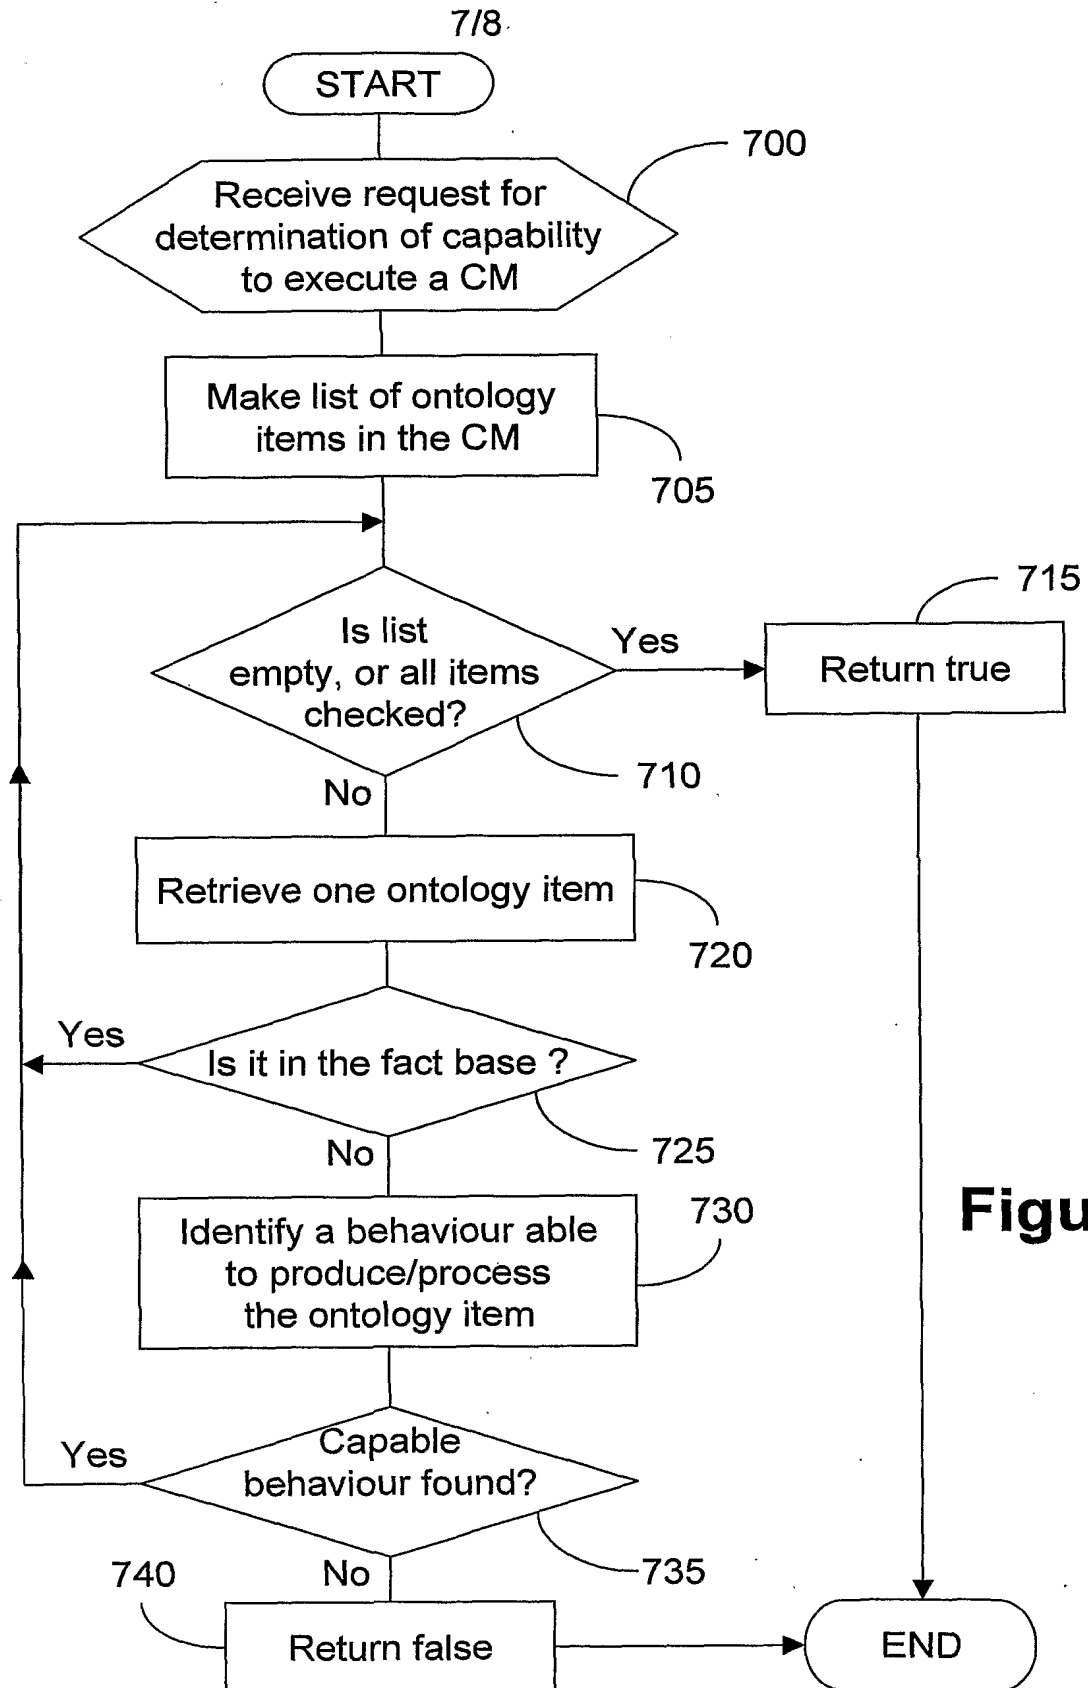 7/8
START
700
Receive request for
determination of capability
to execute a CM
Make list of ontology
items in the CM
705
715
Is list
empty, or all items
checked?
Yes
Return true
710
No
Retrieve one ontology item
720
Yes
Is it in the fact base ?
725
No
730
Identify a behaviour able
to produce/process
the ontology item
Figu
Yes
Capable
behaviour found?
735
740
No
Return false
END